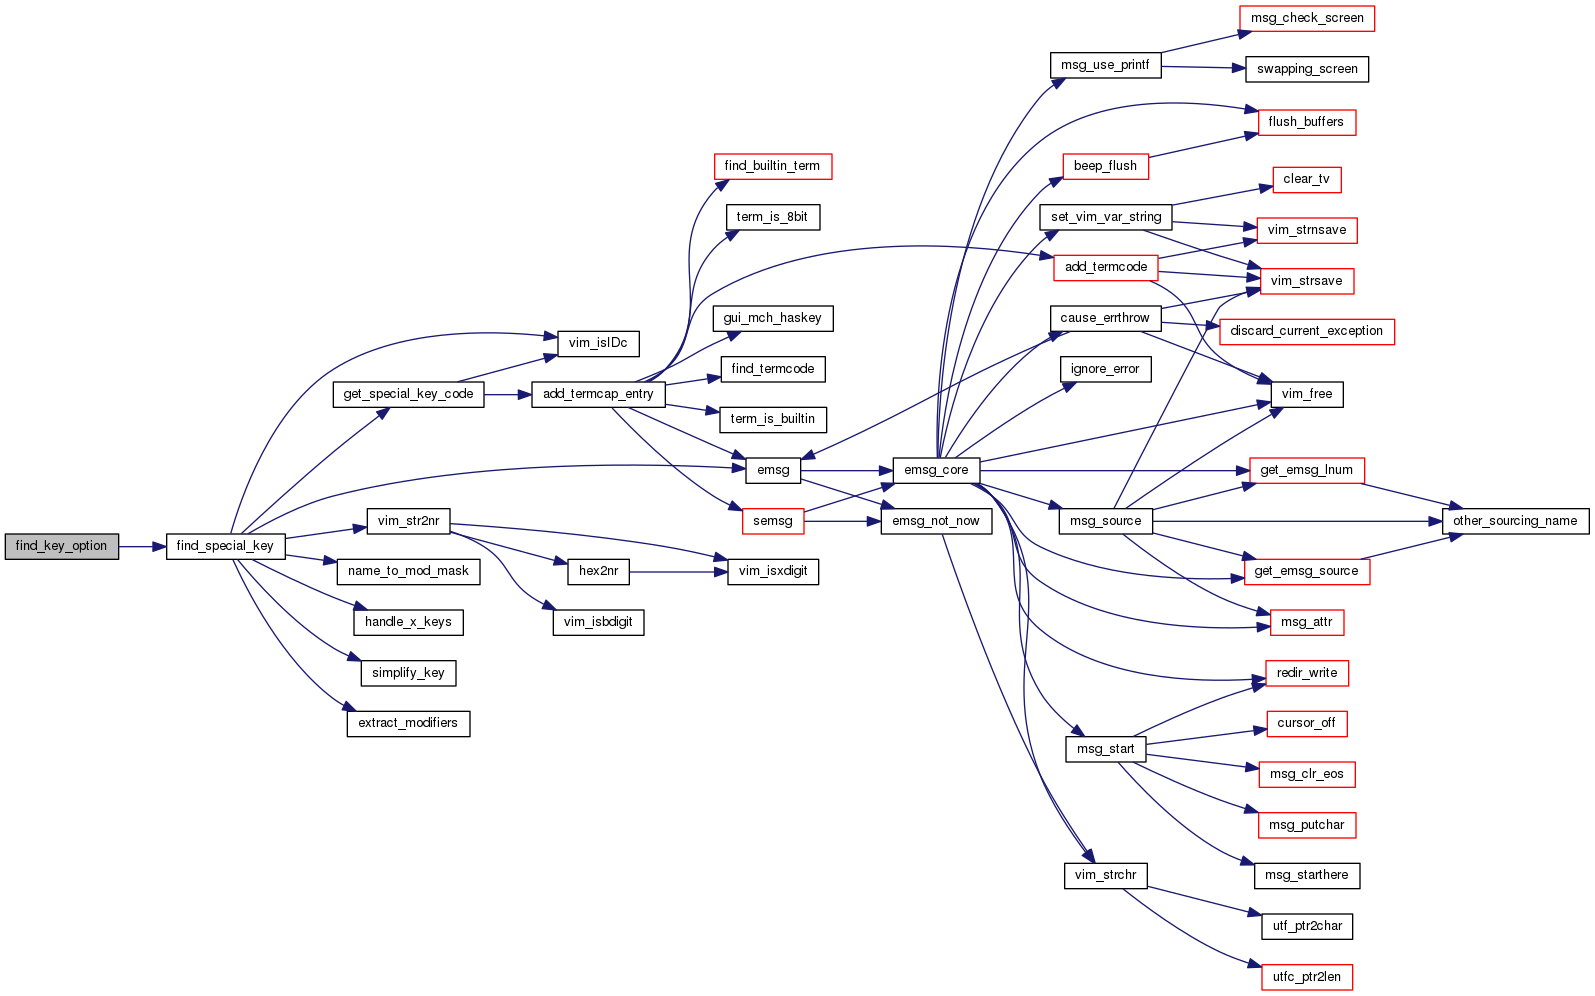 msg_check_screen
msg_use_printf
swapping_screen
flush_buffers
find_builtin_term
beep_flush
clear_tv
term_is_8bit
set_vim_var_string
vim_strnsave
add_termcode
vim_strsave
gui_mch_haskey
cause_errthrow
discard_current_exception
vim_isIDc
find_termcode
ignore_error
get_special_key_code
add_termcap_entry
vim_free
term_is_builtin
emsg
emsg_core
get_emsg_lnum
vim_str2nr
semsg
emsg_not_now
msg_source
other_sourcing_name
find_key_option
find_special_key
name_to_mod_mask
hex2nr
vim_isxdigit
get_emsg_source
handle_x_keys
vim_isbdigit
msg_attr
simplify_key
redir_write
extract_modifiers
cursor_off
msg_start
msg_clr_eos
msg_putchar
vim_strchr
msg_starthere
utf_ptr2char
utfc_ptr2len